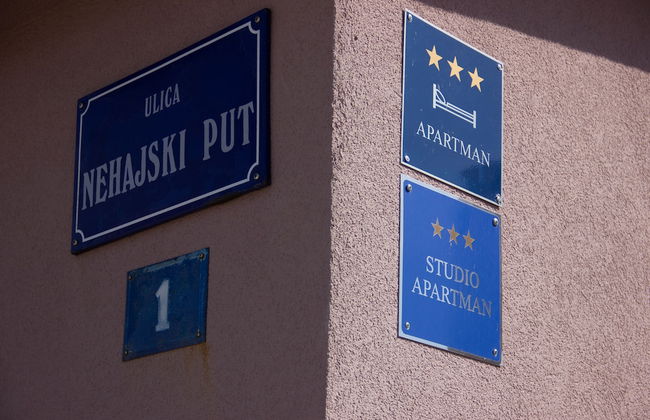 ULICA
NEHAJSKI PUT
1
APARTMAN
STUDIO
APARTMAN